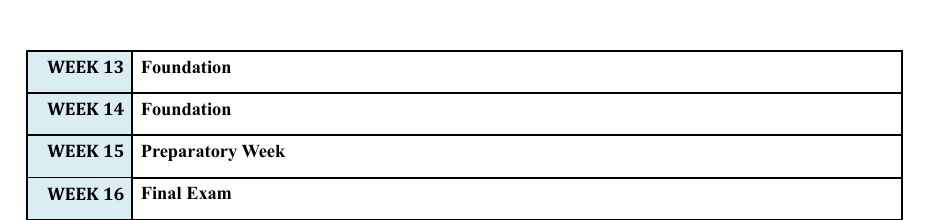 WEEK 13 Foundation
WEEK 14 Foundation
WEEK 15 Preparatory Week
WEEK 16 Final Exam